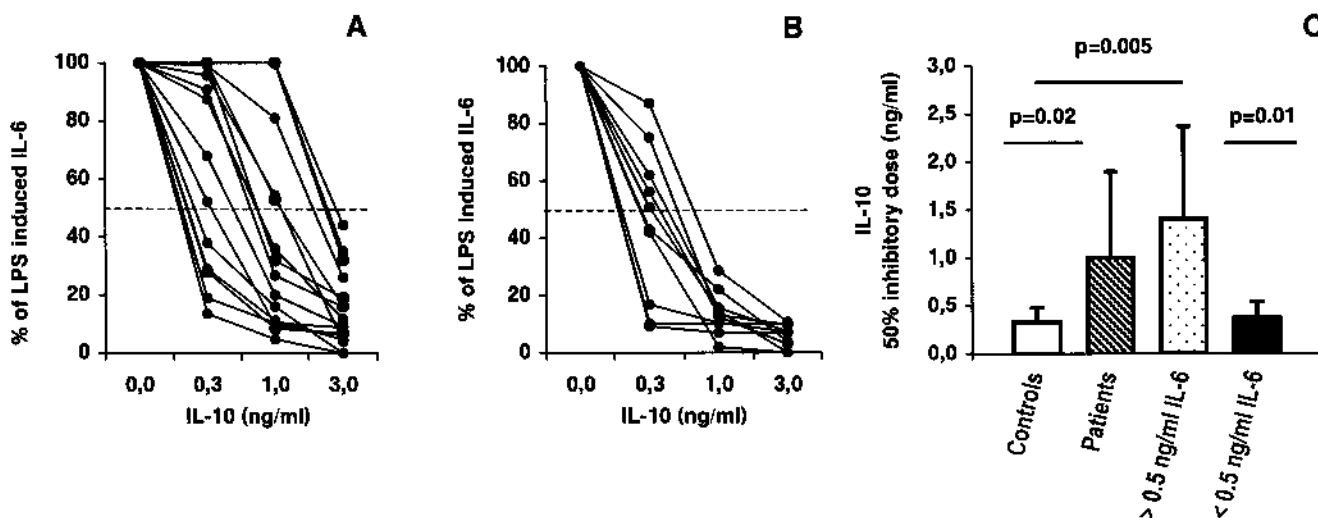 A
% of LPS induced IL-6
100
80
60
40
20
0
0,0 0,3 1,0 3,0
IL-10 (ng/ml)
B
% of LPS induced IL-6
100
80
60
40
20
0
0,0 0,3 1,0 3,0
IL-10 (ng/ml)
C
p=0.005
p=0.02
p=0.01
IL-10
50% inhibitory dose (ng/ml)
3,0
2,5
2,0
1,5
1,0
0,5
0,0
Controls
Patients
> 0.5 ng/ml IL-6
< 0.5 ng/ml IL-6